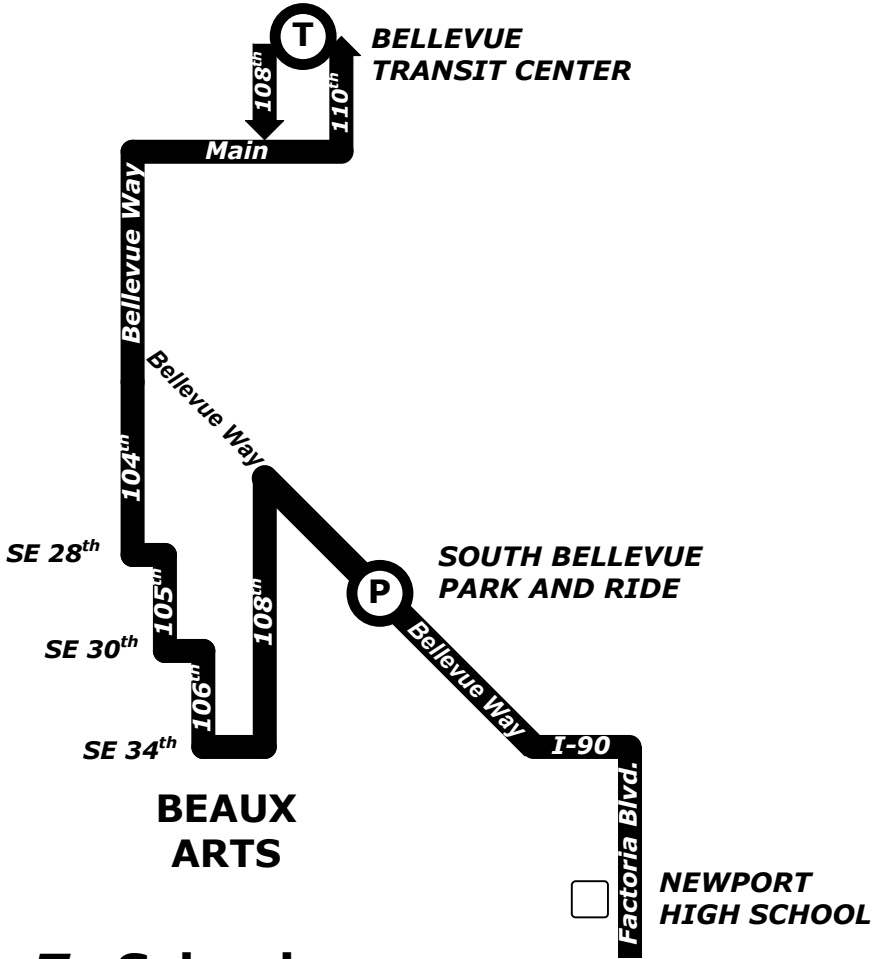 T
BELLEVUE
TRANSIT CENTER
108th
110th
Main
Bellevue Way
Bellevue Way
104th
SE 28th
SOUTH BELLEVUE
PARK AND RIDE
P
105th
108th
SE 30th
Bellevue Way
106th
SE 34th
I-90
BEAUX
ARTS
Factoria Blvd.
NEWPORT
HIGH SCHOOL